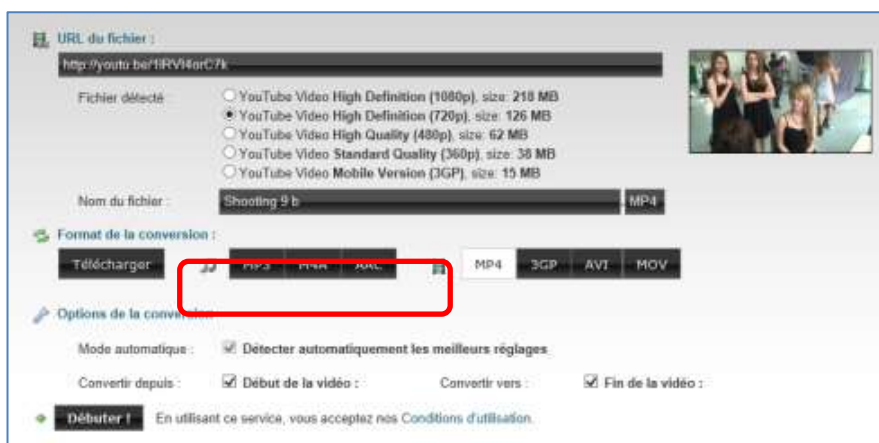 URL du fichier :
http://youtu.be/1iRVI4orC7k
Fichier détecté :
YouTube Video High Definition (1080p), size: 218 MB
YouTube Video High Definition (720p), size: 126 MB
YouTube Video High Quality (480p), size: 62 MB
YouTube Video Standard Quality (360p), size: 38 MB
YouTube Video Mobile Version (3GP), size: 15 MB
Nom du fichier : Shooting 9 b MP4
Format de la conversion :
Télécharger MP3 M4A AAC MP4 3GP AVI MOV
Options de la conversion
Mode automatique : Détecter automatiquement les meilleurs réglages
Convertir depuis : Début de la vidéo : Convertir vers : Fin de la vidéo :
Débuter ! En utilisant ce service, vous acceptez nos Conditions d'utilisation.